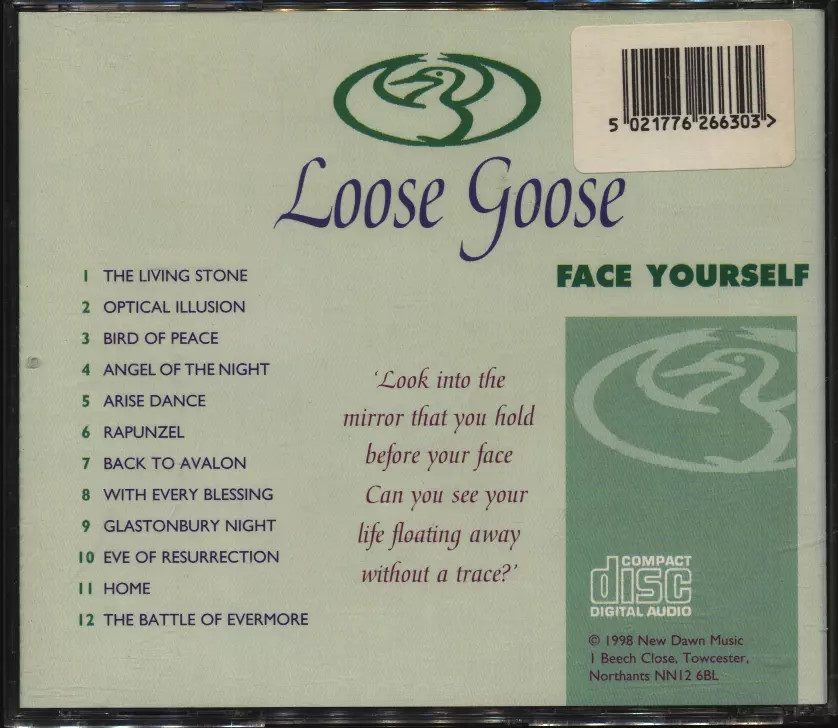 5 021776 266303 >
Loose Goose
FACE YOURSELF
1 THE LIVING STONE
2 OPTICAL ILLUSION
3 BIRD OF PEACE
4 ANGEL OF THE NIGHT
5 ARISE DANCE
6 RAPUNZEL
7 BACK TO AVALON
8 WITH EVERY BLESSING
9 GLASTONBURY NIGHT
10 EVE OF RESURRECTION
11 HOME
12 THE BATTLE OF EVERMORE
‘Look into the
mirror that you hold
before your face
Can you see your
life floating away
without a trace?’
COMPACT
disc
DIGITAL AUDIO
© 1998 New Dawn Music
1 Beech Close, Towcester,
Northants NN12 6BL